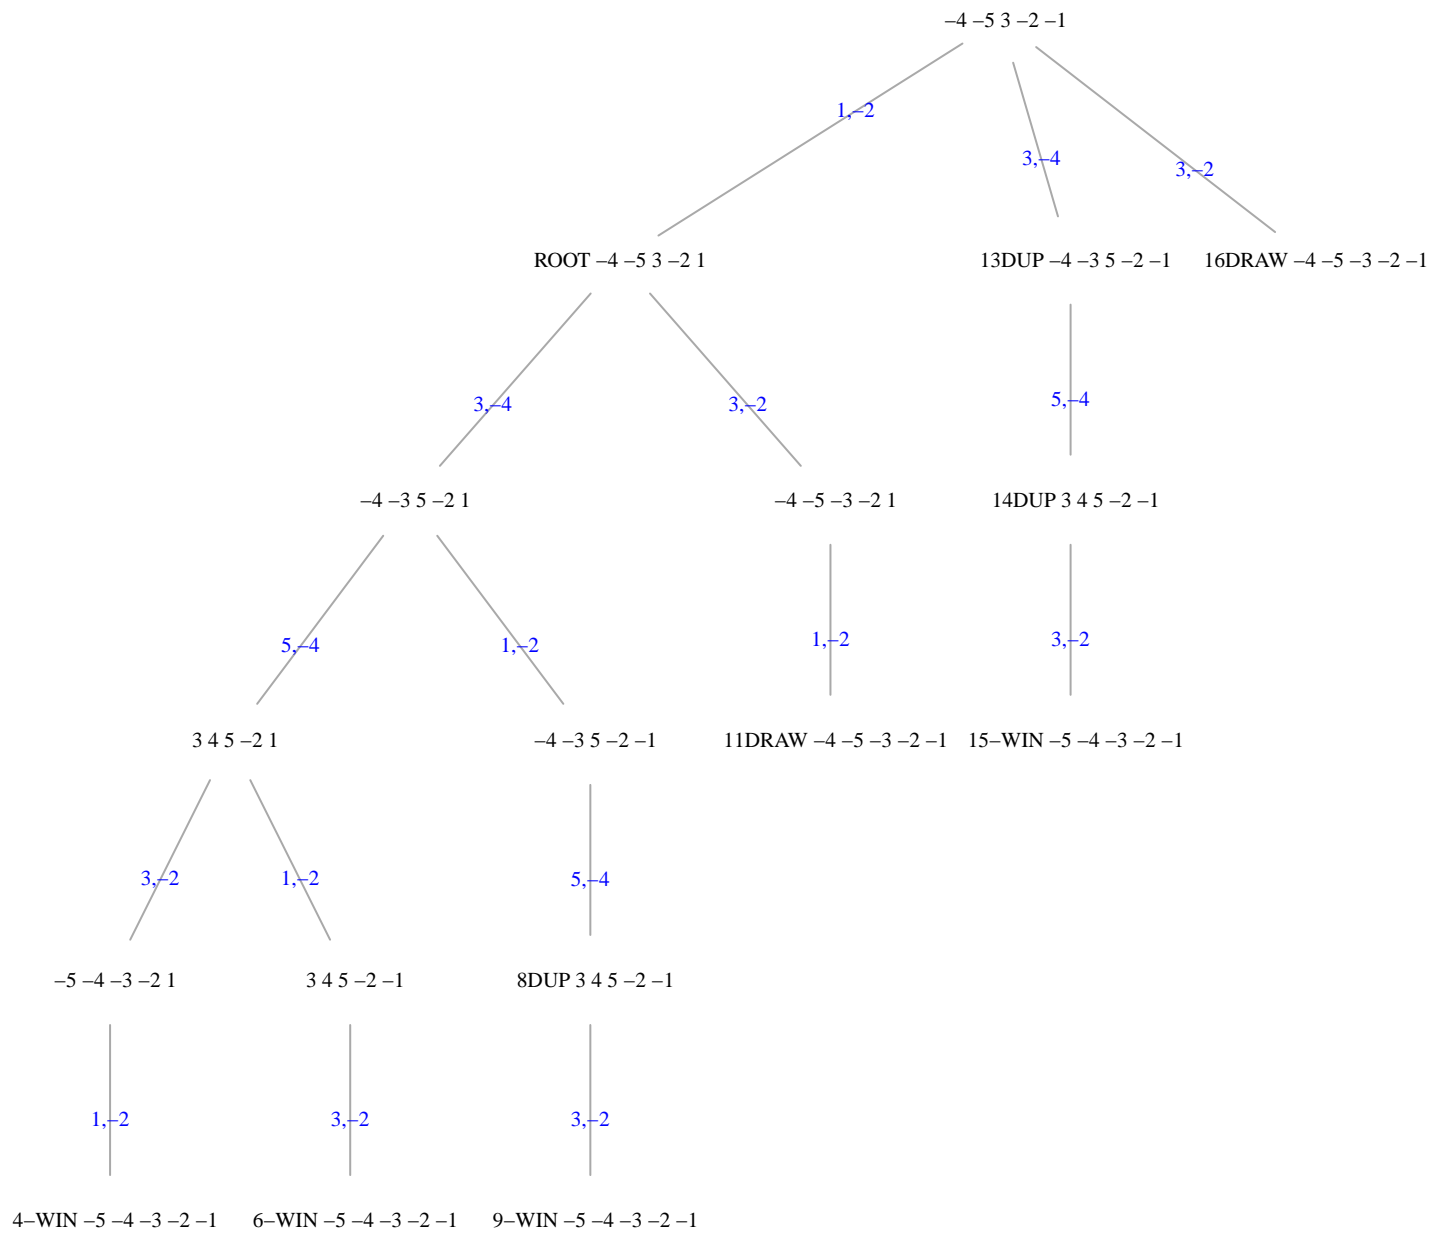 –4 –5 3 –2 –1
1,–2
3,–4
3,–2
ROOT –4 –5 3 –2 1
13DUP –4 –3 5 –2 –1
16DRAW –4 –5 –3 –2 –1
3,–4
3,–2
5,–4
–4 –3 5 –2 1
–4 –5 –3 –2 1
14DUP 3 4 5 –2 –1
5,–4
1,–2
1,–2
3,–2
3 4 5 –2 1
–4 –3 5 –2 –1
11DRAW –4 –5 –3 –2 –1
15–WIN –5 –4 –3 –2 –1
3,–2
1,–2
5,–4
–5 –4 –3 –2 1
3 4 5 –2 –1
8DUP 3 4 5 –2 –1
1,–2
3,–2
3,–2
4–WIN –5 –4 –3 –2 –1
6–WIN –5 –4 –3 –2 –1
9–WIN –5 –4 –3 –2 –1